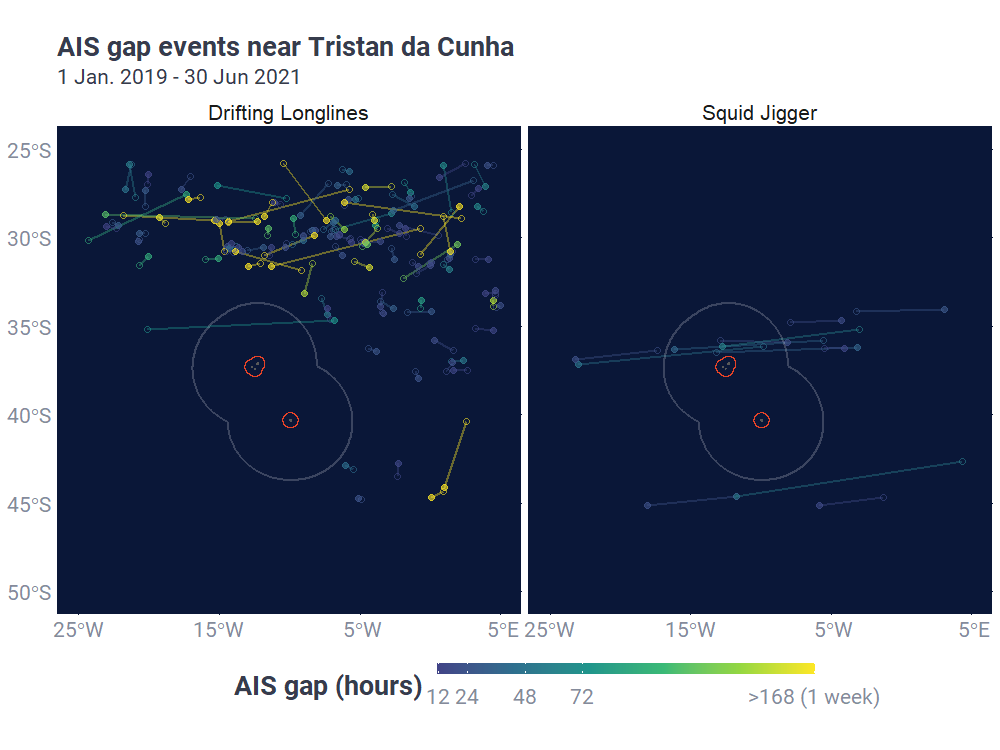 AIS gap events near Tristan da Cunha
1 Jan. 2019 - 30 Jun 2021
Drifting Longlines
Squid Jigger
25°S
30°S
35°S
40°S
45°S
50°S
25°W 15°W 5°W 5°E 25°W 15°W 5°W 5°E
AIS gap (hours)
12 24 48 72 >168 (1 week)